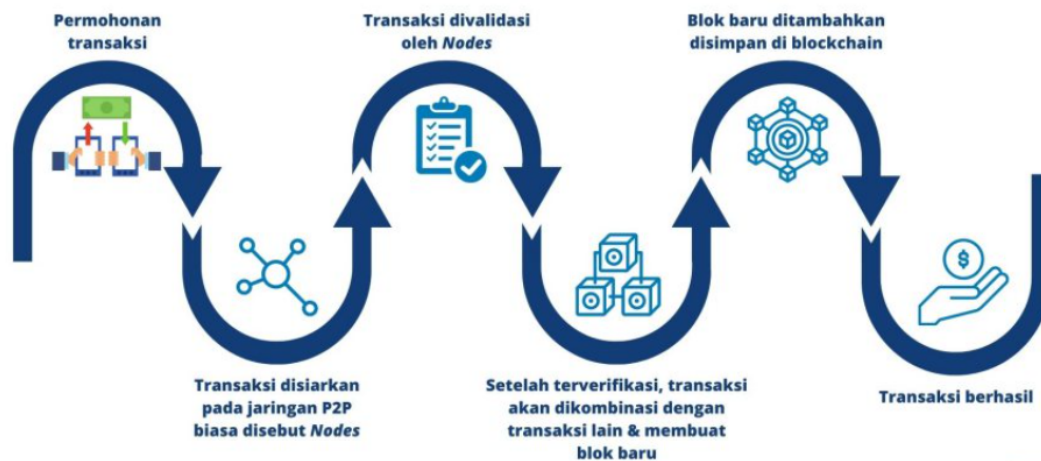 Permohonan
transaksi
Transaksi disiarkan
pada jaringan P2P
biasa disebut Nodes
Transaksi divalidasi
oleh Nodes
Setelah terverifikasi, transaksi
akan dikombinasi dengan
transaksi lain & membuat
blok baru
Blok baru ditambahkan
disimpan di blockchain
$
Transaksi berhasil